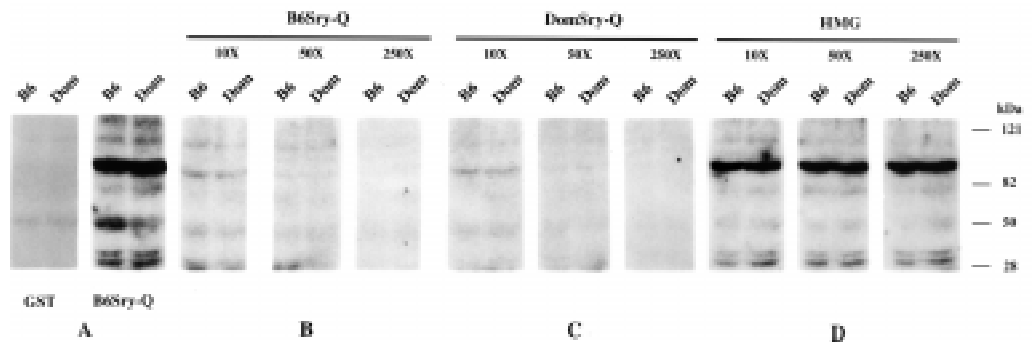 B6Sry-Q DomSry-Q HMG
10X 50X 250X 10X 50X 250X 10X 50X 250X
B6 Dom B6 Dom B6 Dom B6 Dom B6 Dom B6 Dom B6 Dom B6 Dom B6 Dom B6 Dom B6 Dom
kDa
121
82
50
28
GST B6Sry-Q
A B C D